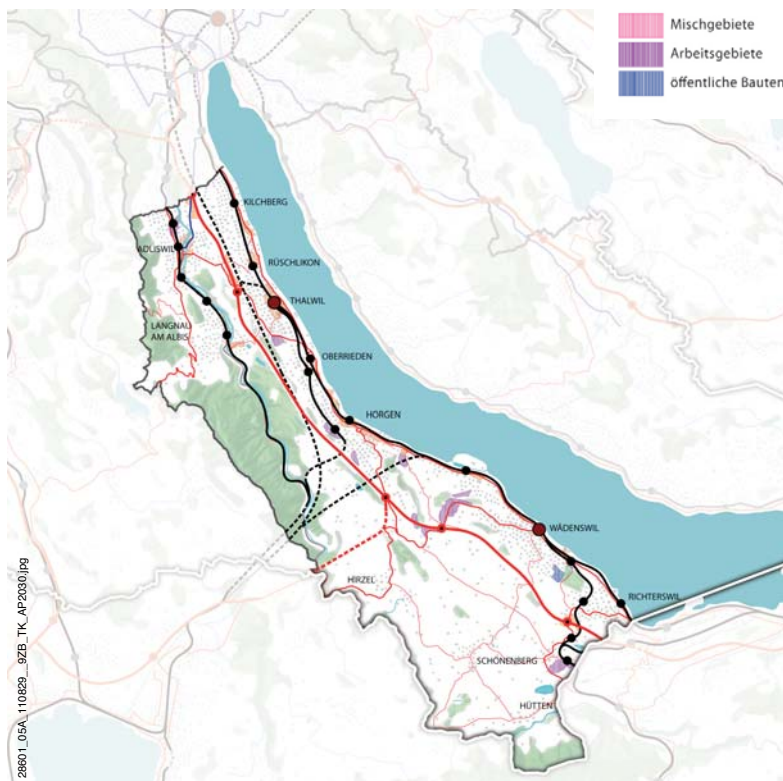 Mischgebiete
Arbeitsgebiete
öffentliche Bauten
KILCHBERG
ADLISWIL
RÜSCHLIKON
THALWIL
LANGNAU
AM ALBIS
OBERRIEDEN
HORGEN
WÄDENSWIL
HIRZEL
RICHTERSWIL
SCHÖNENBERG
HÜTTEN
28601_05A_110829__9ZB_TK_AP2030.jpg